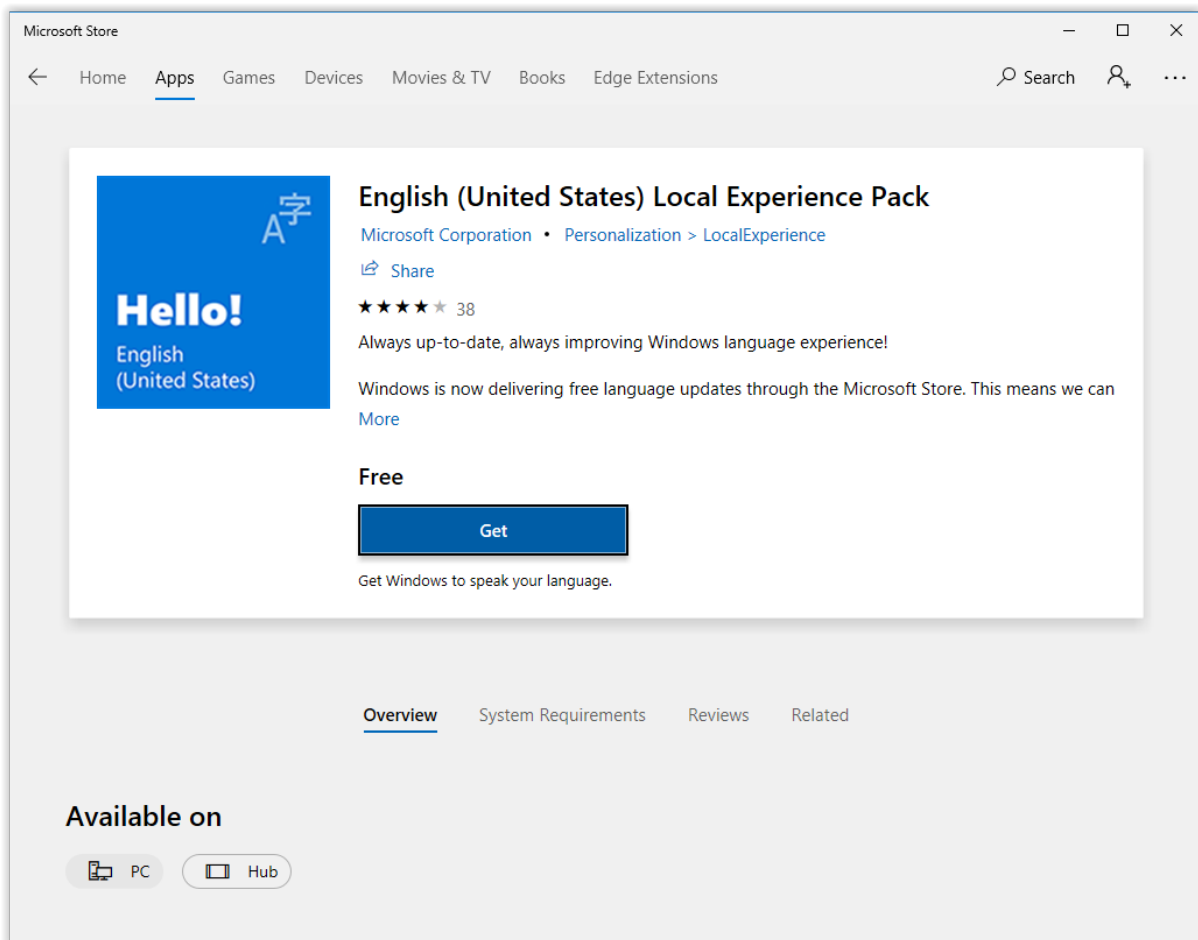 Microsoft Store
Home Apps Games Devices Movies & TV Books Edge Extensions Search
A字
Hello!
English
(United States)
English (United States) Local Experience Pack
Microsoft Corporation • Personalization > LocalExperience
Share
★★★★★ 38
Always up-to-date, always improving Windows language experience!
Windows is now delivering free language updates through the Microsoft Store. This means we can
More
Free
Get
Get Windows to speak your language.
Overview System Requirements Reviews Related
Available on
PC Hub